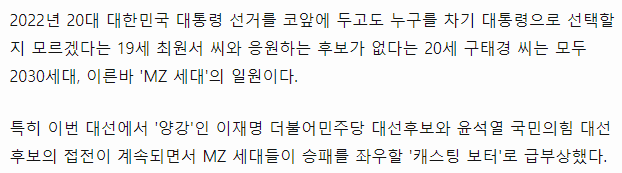 2022년 20대 대한민국 대통령 선거를 코앞에 두고도 누구를 차기 대통령으로 선택할
지 모르겠다는 19세 최원서 씨와 응원하는 후보가 없다는 20세 구태경 씨는 모두
2030세대, 이른바 'MZ 세대'의 일원이다.
특히 이번 대선에서 '양강'인 이재명 더불어민주당 대선후보와 윤석열 국민의힘 대선
후보의 접전이 계속되면서 MZ 세대들이 승패를 좌우할 '캐스팅 보터'로 급부상했다.